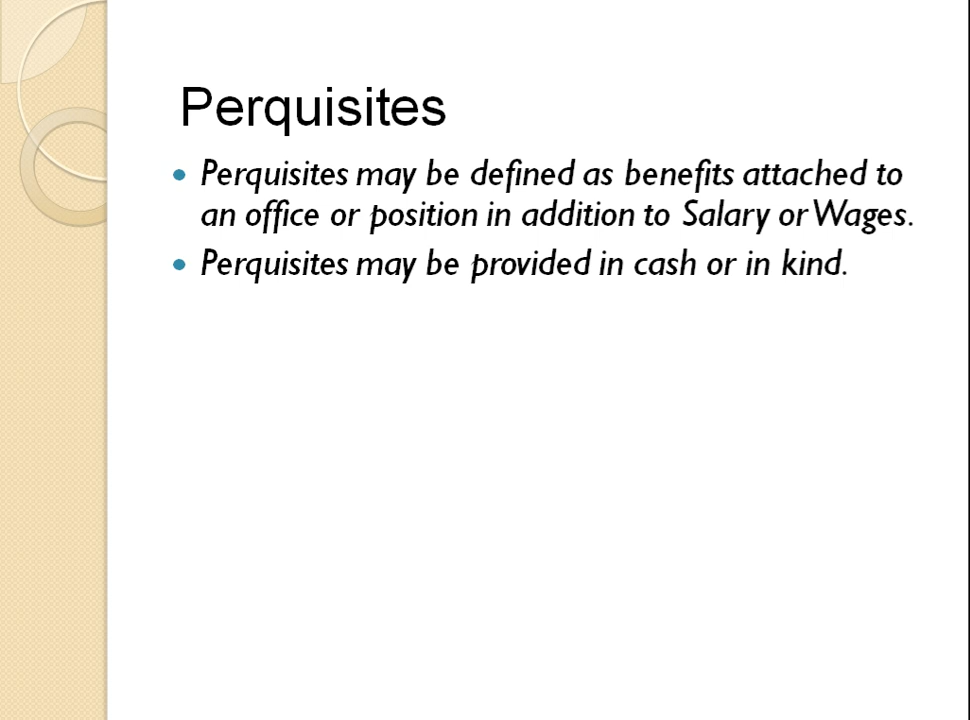 Perquisites
• Perquisites may be defined as benefits attached to
an office or position in addition to Salary or Wages.
• Perquisites may be provided in cash or in kind.